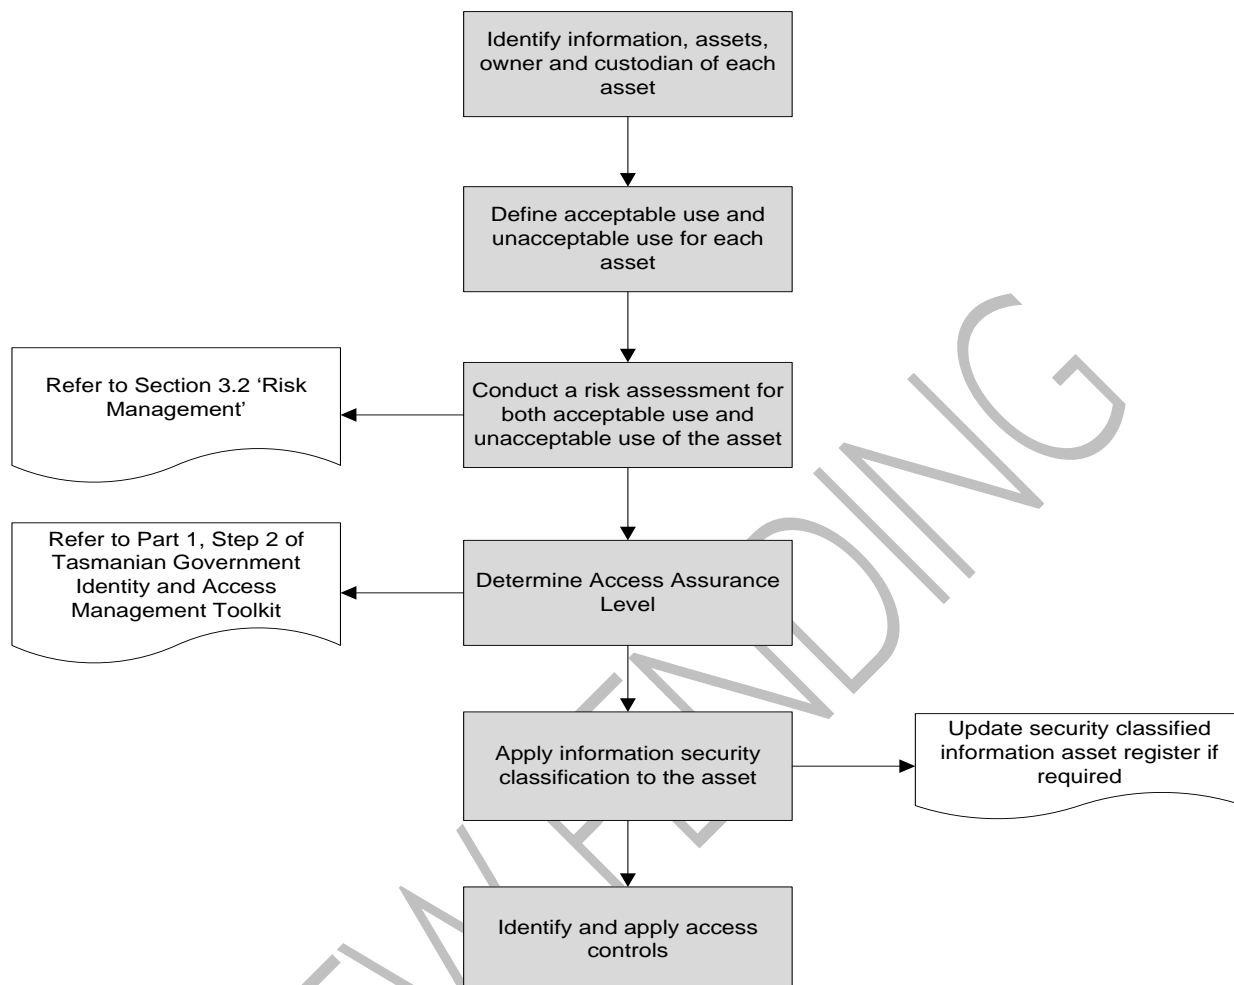 Identify information, assets,
owner and custodian of each
asset
Define acceptable use and
unacceptable use for each
asset
Refer to Section 3.2 ‘Risk
Management’
Conduct a risk assessment for
both acceptable use and
unacceptable use of the asset
Refer to Part 1, Step 2 of
Tasmanian Government
Identity and Access
Management Toolkit
Determine Access Assurance
Level
Apply information security
classification to the asset
Update security classified
information asset register if
required
Identify and apply access
controls
PENDING